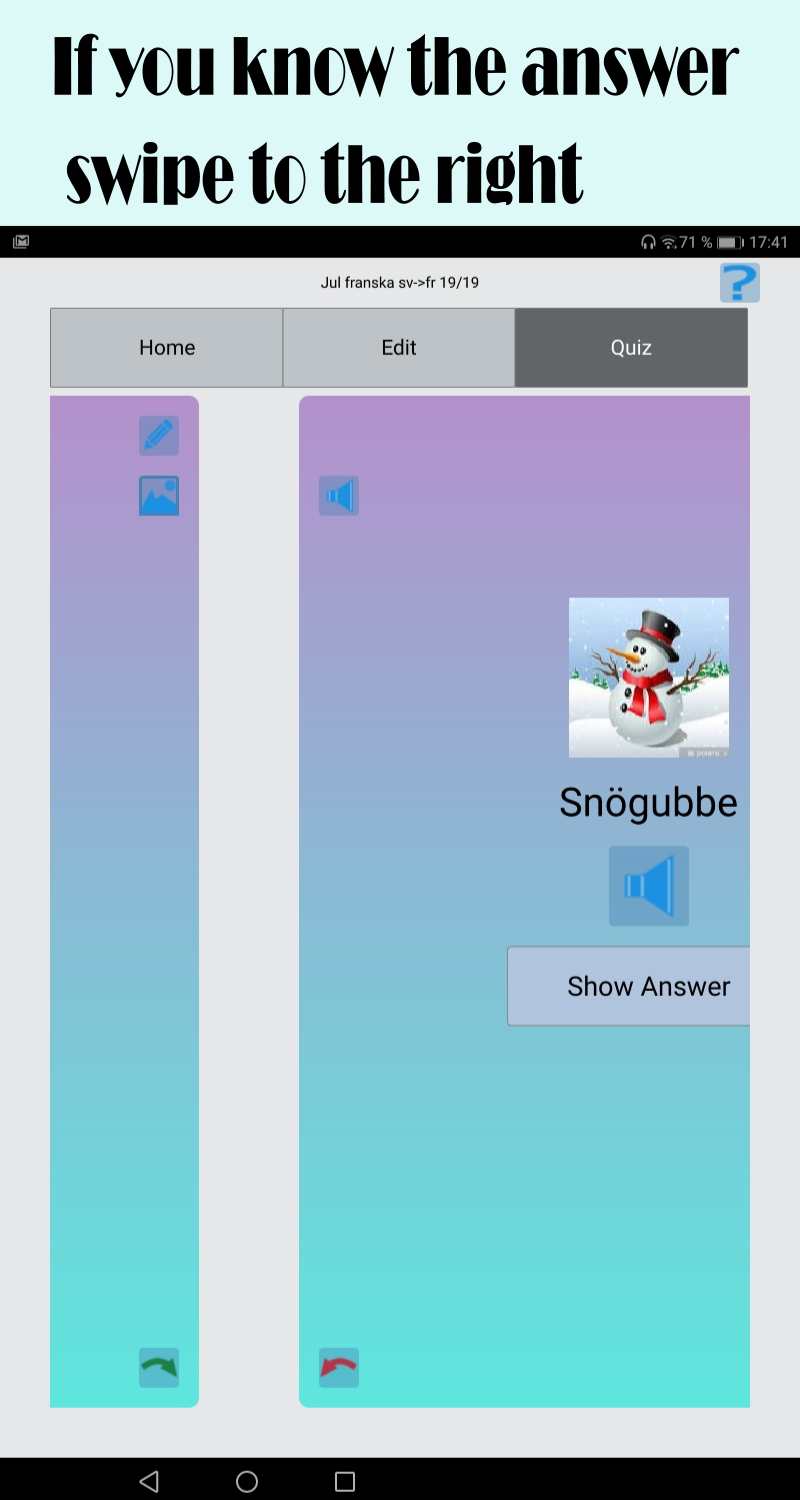 If you know the answer
swipe to the right
71 % 17:41
Jul franska sv->fr 19/19
?
Home Edit Quiz
Snögubbe
Show Answer